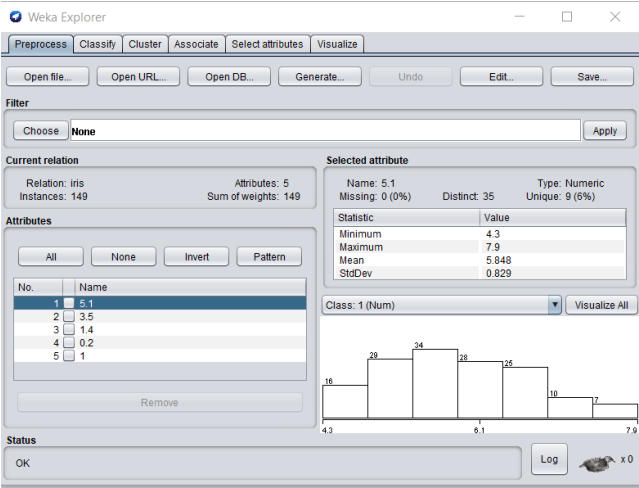 Weka Explorer
Preprocess Classify Cluster Associate Select attributes Visualize
Open file... Open URL... Open DB... Generate... Undo Edit... Save...
Filter
Choose None Apply
Current relation
Relation: iris Attributes: 5
Instances: 149 Sum of weights: 149
Attributes
All None Invert Pattern
No. Name
1 5.1
2 3.5
3 1.4
4 0.2
5 1
Remove
Selected attribute
Name: 5.1 Type: Numeric
Missing: 0 (0%) Distinct: 35 Unique: 9 (6%)
Statistic Value
Minimum 4.3
Maximum 7.9
Mean 5.848
StdDev 0.829
Class: 1 (Num) Visualize All
16 29 34 28 25 10 7
4.3 6.1 7.9
Status
OK Log x 0